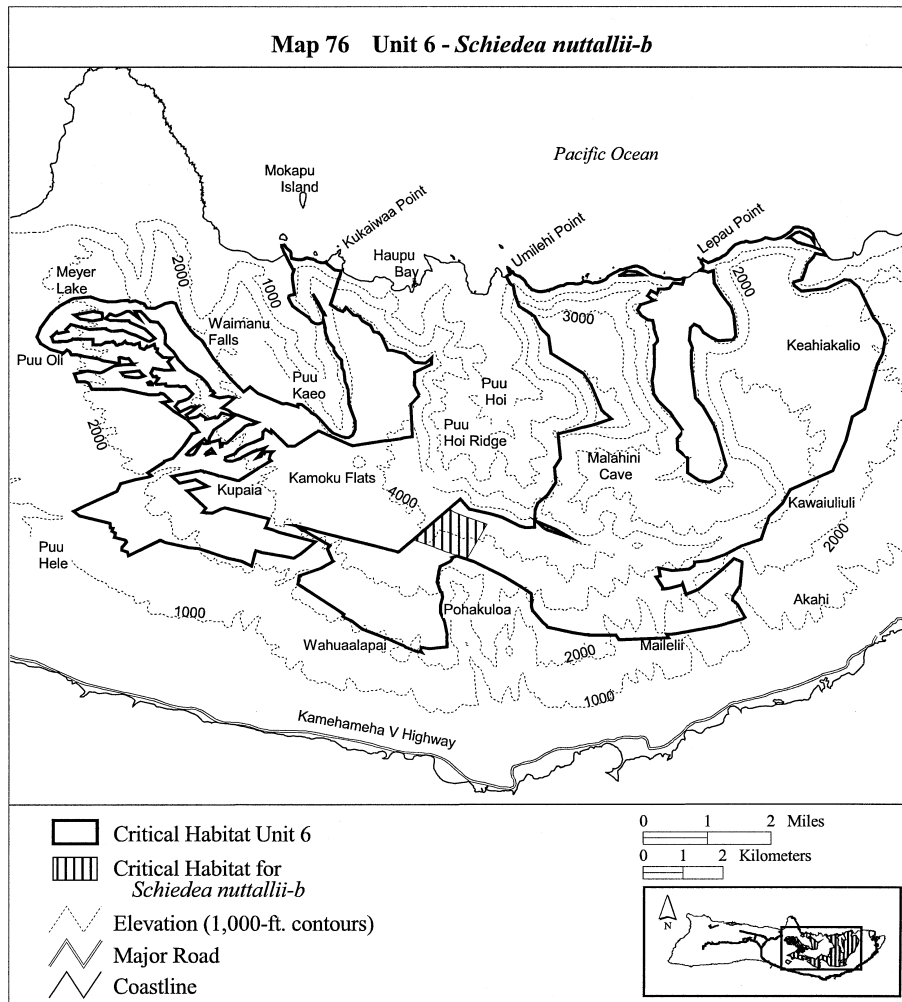 Map 76 Unit 6 - Schiedea nuttallii-b
Pacific Ocean
Mokapu
Island
Kukaiwaa Point
Haupu
Bay
Umilehi Point
Lepau Point
Meyer
Lake
2000
1000
2000
3000
Waimanu
Falls
Keahiakalio
Puu Oli
Puu
Kaeo
Puu
Hoi
Puu
Hoi Ridge
2000
Malahini
Cave
Kamoku Flats
Kupaia
4000
Kawaiuliuli
2000
Puu
Hele
1000
Pohakuloa
Akahi
Wahuaalapai
2000
Mailelii
1000
Kamehameha V Highway
Critical Habitat Unit 6
Critical Habitat for
Schiedea nuttallii-b
Elevation (1,000-ft. contours)
Major Road
Coastline
0 1 2 Miles
0 1 2 Kilometers
N